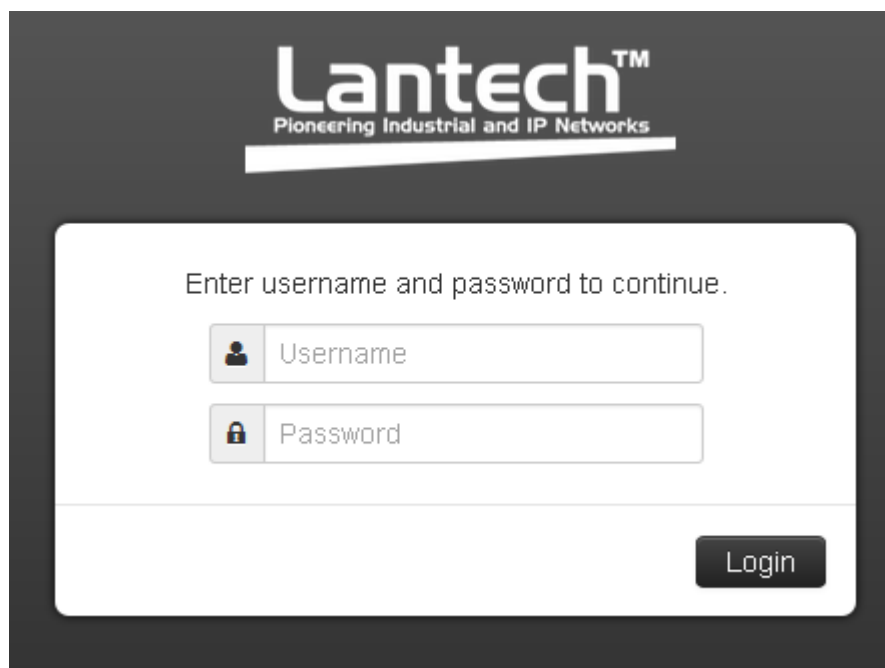 Lantech™
Pioneering Industrial and IP Networks
Enter username and password to continue.
Username
Password
Login